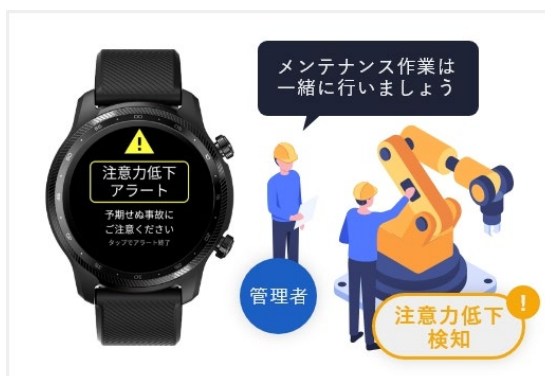 メンテナンス作業は
一緒に行いましょう
!
注意力低下
アラート
予期せぬ事故に
ご注意ください
タップでアラート終了
管理者
!
注意力低下
検知